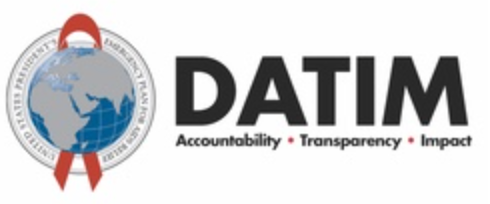 UNITED STATES PRESIDENT'S
EMERGENCY PLAN FOR AIDS RELIEF
DATIM
Accountability • Transparency • Impact